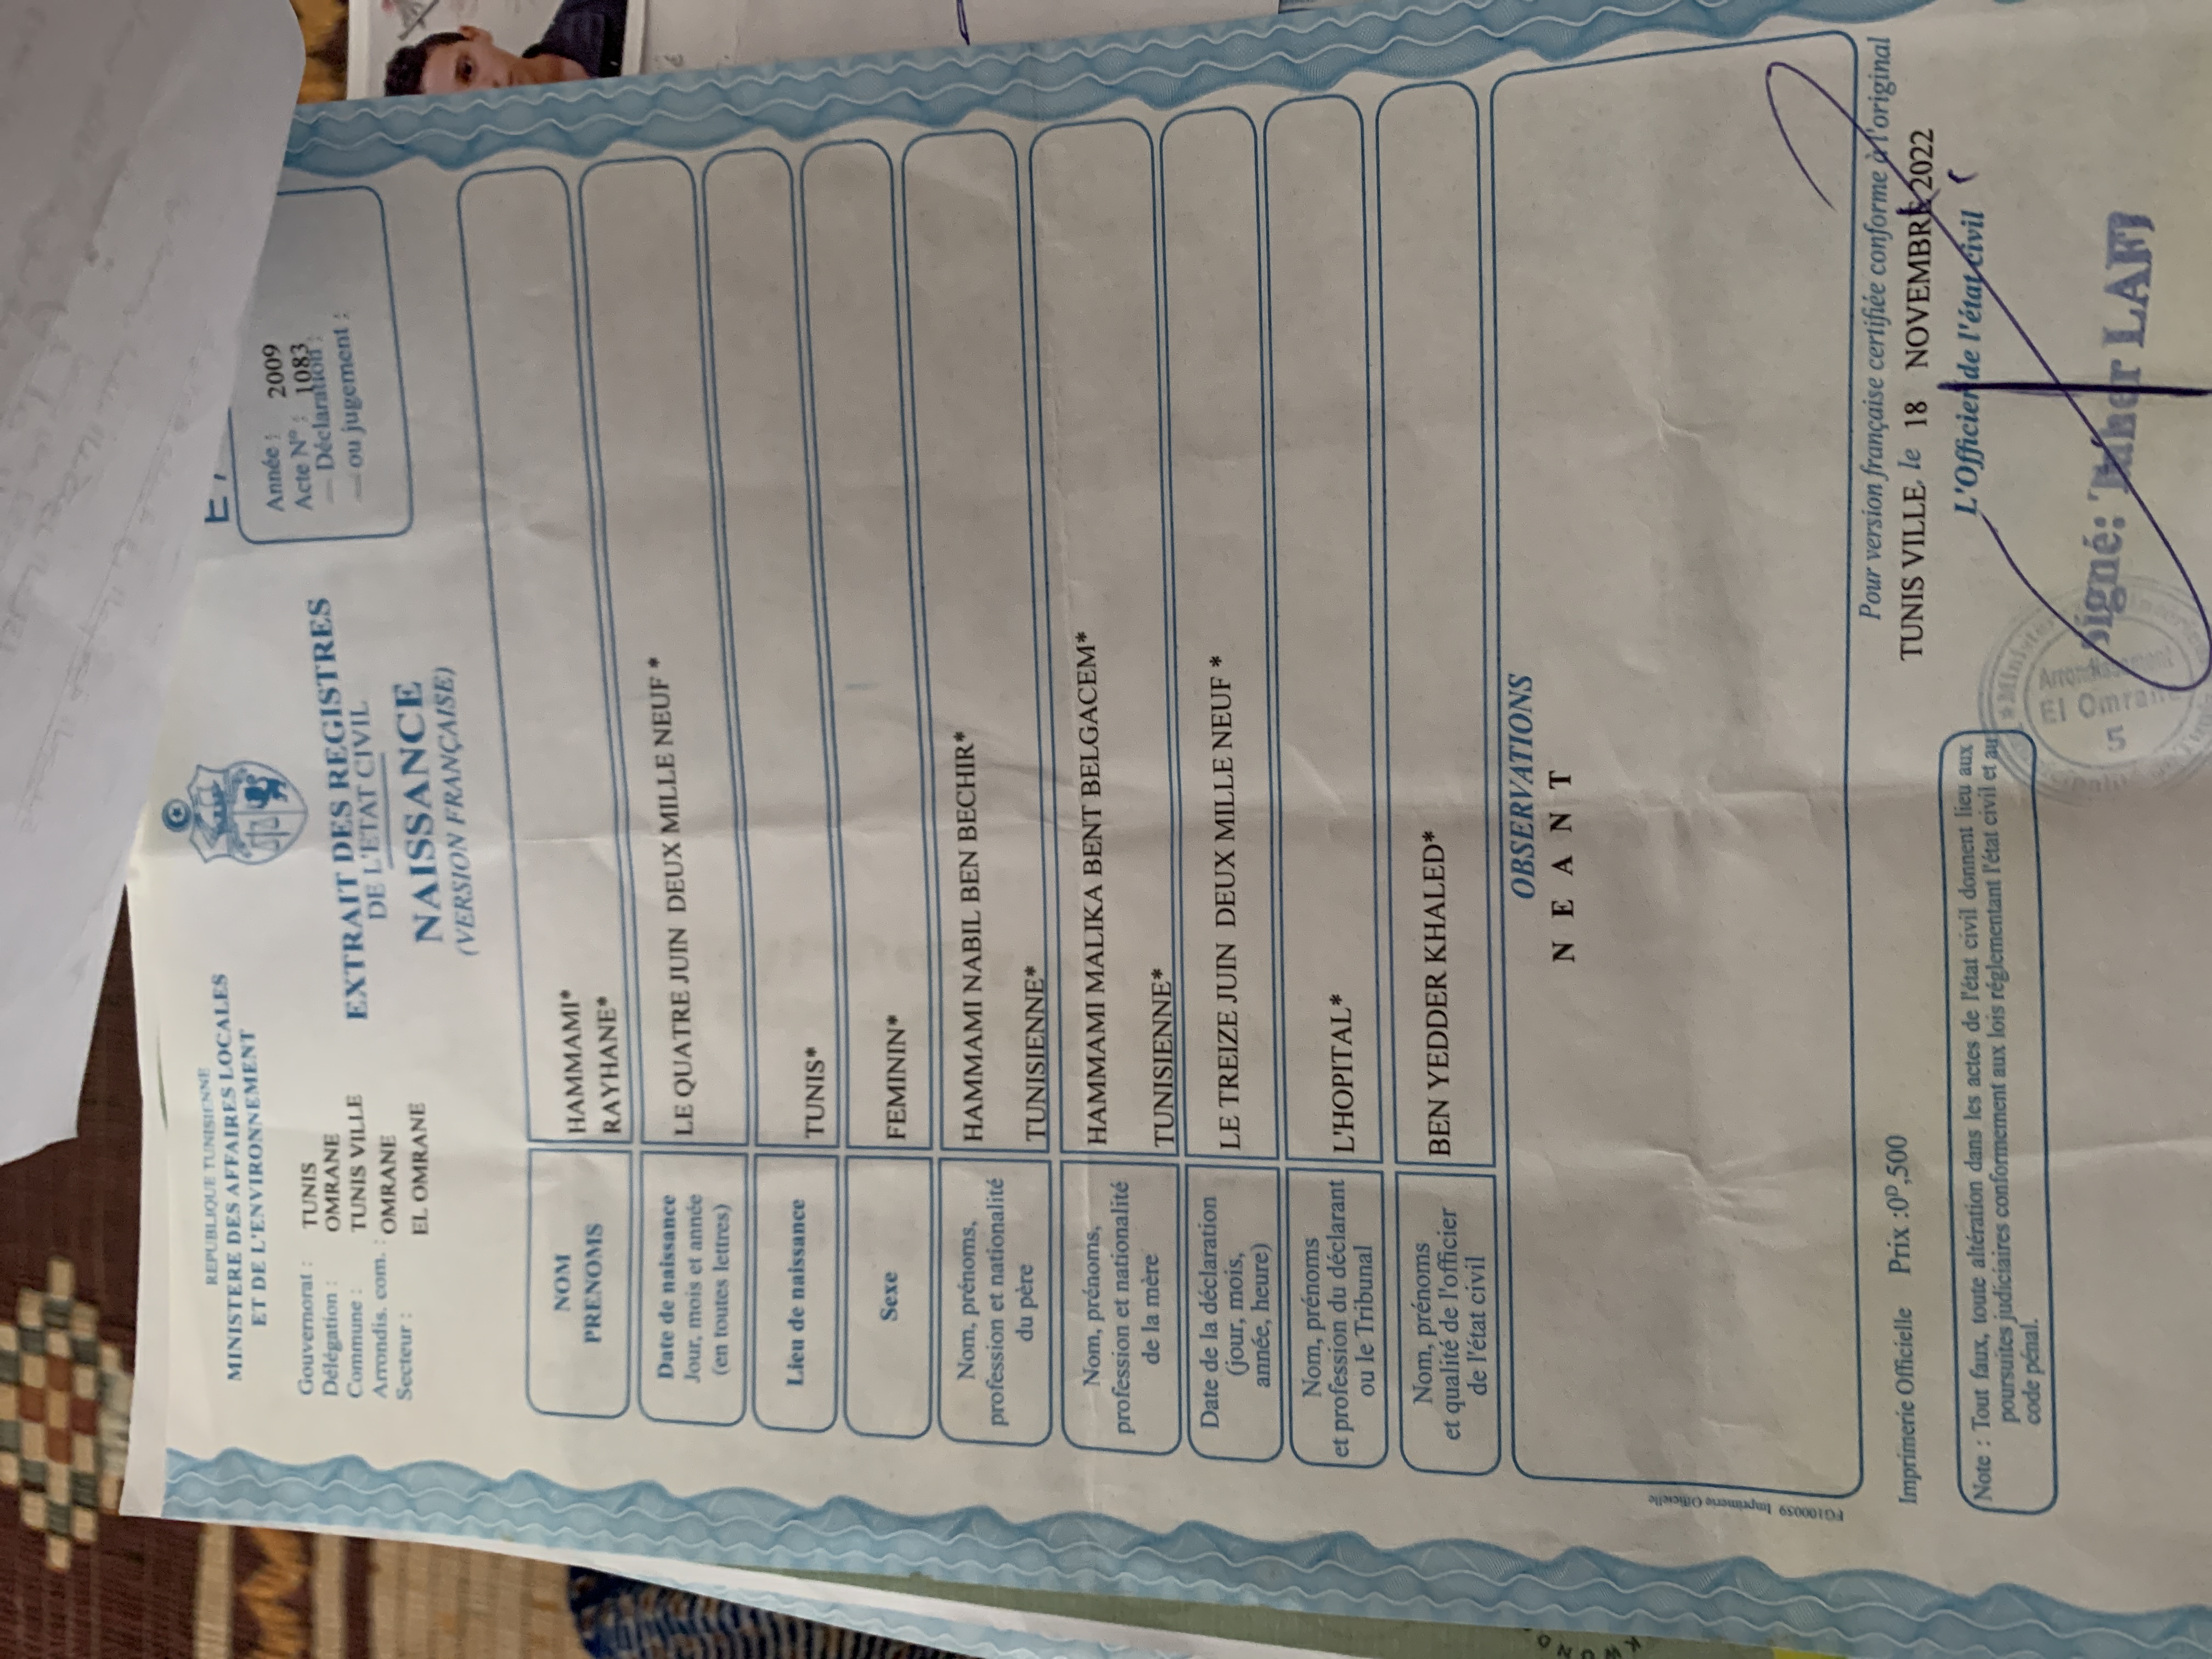 REPUBLIQUE TUNISIENNE
MINISTERE DES AFFAIRES LOCALES
ET DE L'ENVIRONNEMENT
Gouvernorat : TUNIS
Délégation : OMRANE
Commune : TUNIS VILLE
Arrondis. com. : OMRANE
Secteur : EL OMRANE
EXTRAIT DES REGISTRES
DE L'ETAT CIVIL
NAISSANCE
(VERSION FRANÇAISE)
Année : 2009
Acte N° : 1083
— Déclaration :
— ou jugement :
NOM HAMMAMI*
PRENOMS RAYHANE*
Date de naissance
Jour, mois et année
(en toutes lettres)
LE QUATRE JUIN DEUX MILLE NEUF *
Lieu de naissance
TUNIS*
Sexe
FEMININ*
Nom, prénoms,
profession et nationalité
du père
HAMMAMI NABIL BEN BECHIR*
TUNISIENNE*
Nom, prénoms,
profession et nationalité
de la mère
HAMMAMI MALIKA BENT BELGACEM*
TUNISIENNE*
Date de la déclaration
(jour, mois,
année, heure)
LE TREIZE JUIN DEUX MILLE NEUF *
Nom, prénoms
et profession du déclarant
ou le Tribunal
L'HOPITAL*
Nom, prénoms
et qualité de l'officier
de l'état civil
BEN YEDDER KHALED*
OBSERVATIONS
N E A N T
FG100059 Imprimerie Officielle
Pour version française certifiée conforme à l'original
TUNIS VILLE, le 18 NOVEMBRE 2022
L'Officier de l'état civil
Imprimerie Officielle Prix :0D,500
Note : Tout faux, toute altération dans les actes de l'état civil donnent lieu aux
poursuites judiciaires conformement aux lois réglementant l'état civil et au
code pénal.
Signé: LAFI
Arrondissement
El Omrane
5